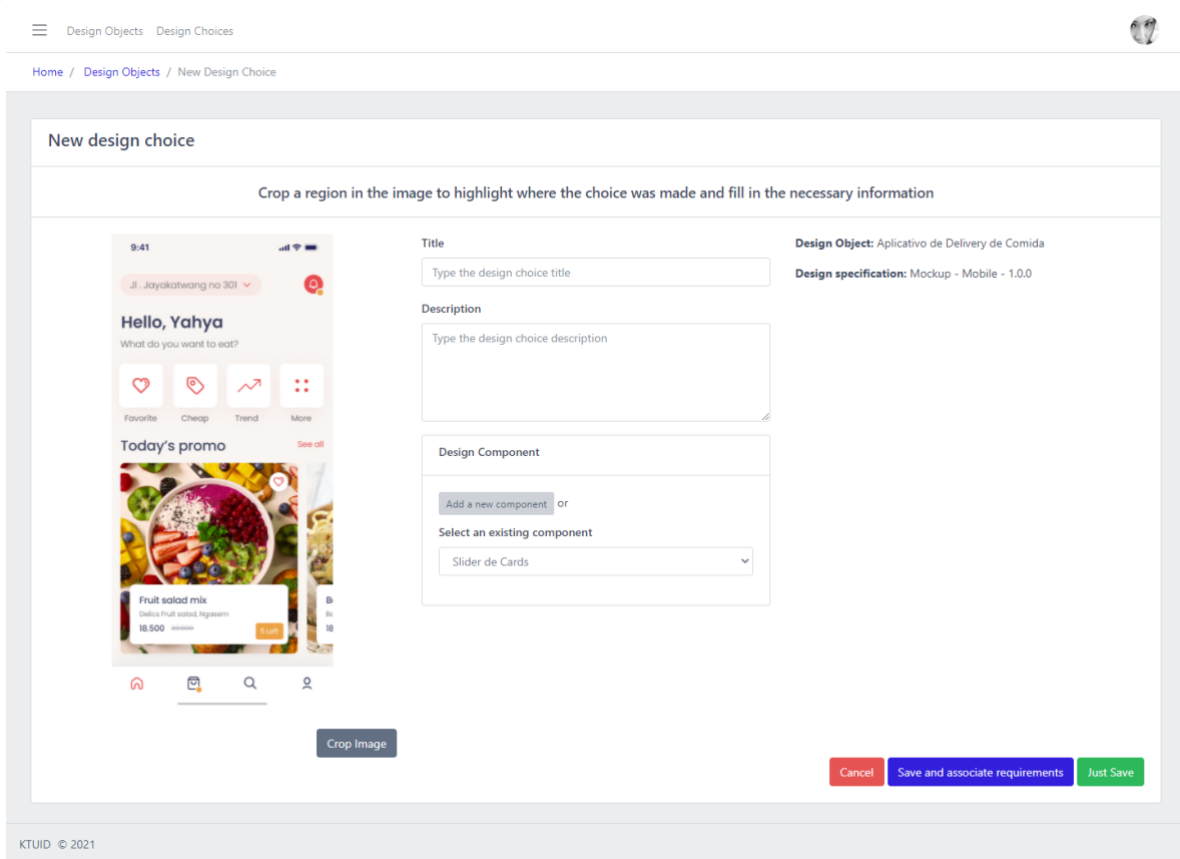 Design Objects Design Choices
Home / Design Objects / New Design Choice
New design choice
Crop a region in the image to highlight where the choice was made and fill in the necessary information
9:41
Jl. Jayakatwang no 301
Hello, Yahya
What do you want to eat?
Favorite Cheap Trend More
Today's promo See all
Fruit salad mix
Delics Fruit salad, Ngasem
18.500
5 Left
B
18
Crop Image
Title
Type the design choice title
Description
Type the design choice description
Design Component
Add a new component or
Select an existing component
Slider de Cards
Design Object: Aplicativo de Delivery de Comida
Design specification: Mockup - Mobile - 1.0.0
Cancel Save and associate requirements Just Save
KTUID © 2021